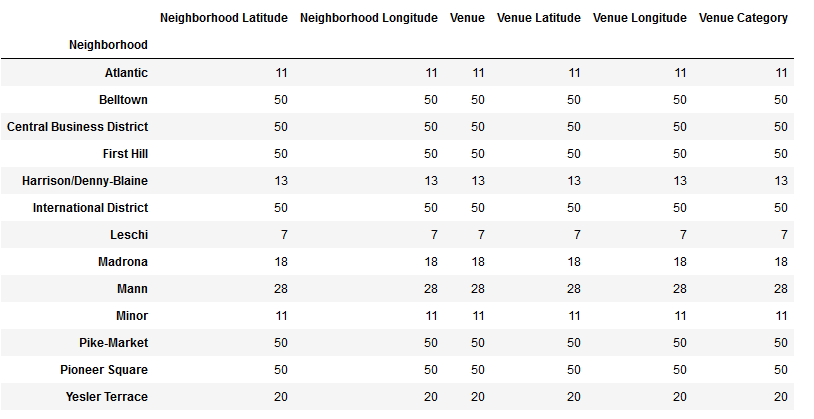 Neighborhood Latitude Neighborhood Longitude Venue Venue Latitude Venue Longitude Venue Category
Neighborhood
Atlantic 11 11 11 11 11 11
Belltown 50 50 50 50 50 50
Central Business District 50 50 50 50 50 50
First Hill 50 50 50 50 50 50
Harrison/Denny-Blaine 13 13 13 13 13 13
International District 50 50 50 50 50 50
Leschi 7 7 7 7 7 7
Madrona 18 18 18 18 18 18
Mann 28 28 28 28 28 28
Minor 11 11 11 11 11 11
Pike-Market 50 50 50 50 50 50
Pioneer Square 50 50 50 50 50 50
Yesler Terrace 20 20 20 20 20 20